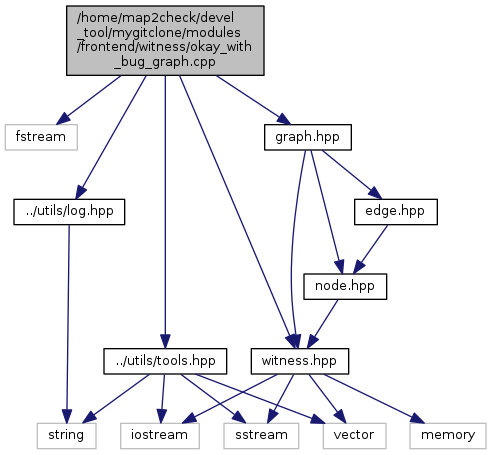 /home/map2check/devel
_tool/mygitclone/modules
/frontend/witness/okay_with
_bug_graph.cpp
fstream
graph.hpp
../utils/log.hpp
edge.hpp
node.hpp
../utils/tools.hpp
witness.hpp
string
iostream
sstream
vector
memory